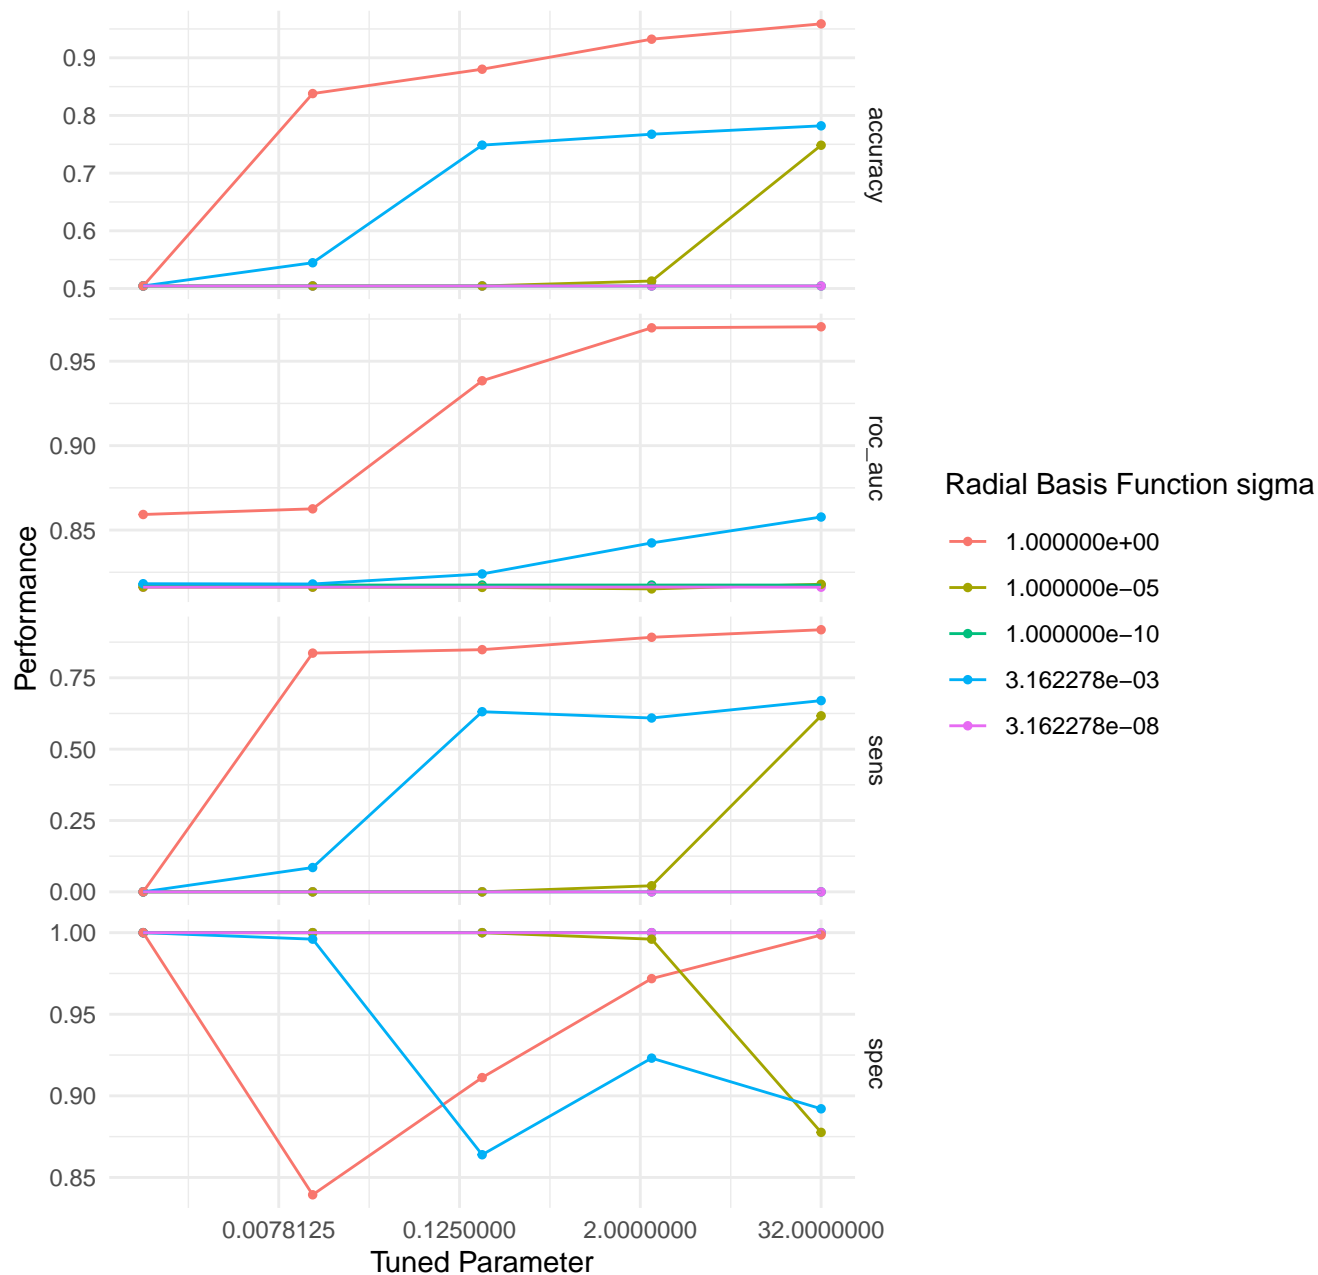 0.9
0.8
0.7
0.6
0.5
accuracy
0.95
0.90
0.85
roc_auc
0.75
0.50
0.25
0.00
sens
1.00
0.95
0.90
0.85
spec
0.0078125 0.1250000 2.0000000 32.0000000
Tuned Parameter
Performance
Radial Basis Function sigma
1.000000e+00
1.000000e−05
1.000000e−10
3.162278e−03
3.162278e−08